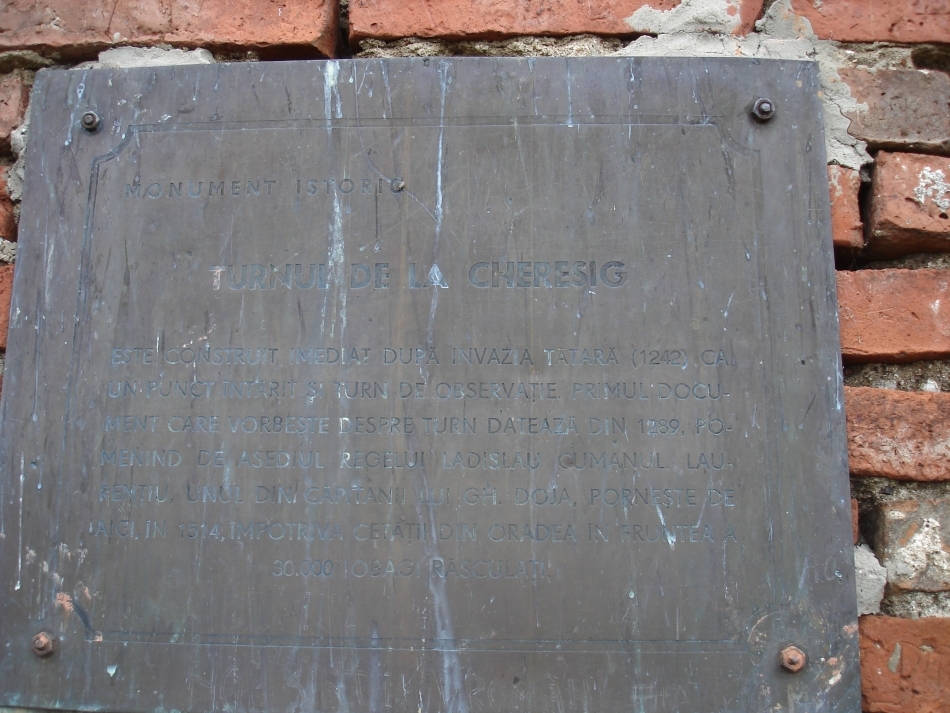 MONUMENT ISTORIC
TURNUL DE LA CHERESIG
ESTE CONSTRUIT IMEDIAT DUPĂ INVAZIA TĂTARĂ (1242) CA
UN PUNCT ÎNTĂRIT ȘI TURN DE OBSERVAȚIE. PRIMUL DOCU-
MENT CARE VORBEȘTE DESPRE TURN DATEAZĂ DIN 1289, PO-
MENIND DE ASEDIUL REGELUI LADISLAU CUMANUL. LAU-
RENȚIU, UNUL DIN CĂPITANII LUI GH. DOJA, PORNEȘTE DE
AICI, ÎN 1514, ÎMPOTRIVA CETĂȚII DIN ORADEA ÎN FRUNTEA A
30.000 IOBAGI RĂSCULAȚI.